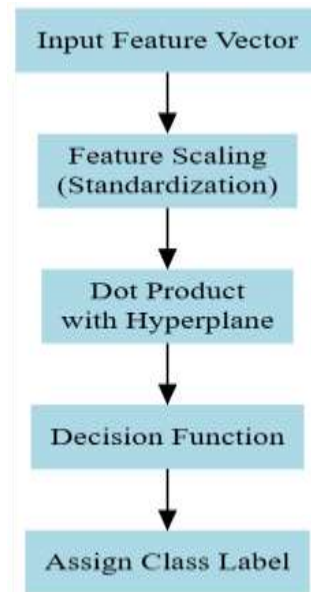 Input Feature Vector
Feature Scaling
(Standardization)
Dot Product
with Hyperplane
Decision Function
Assign Class Label